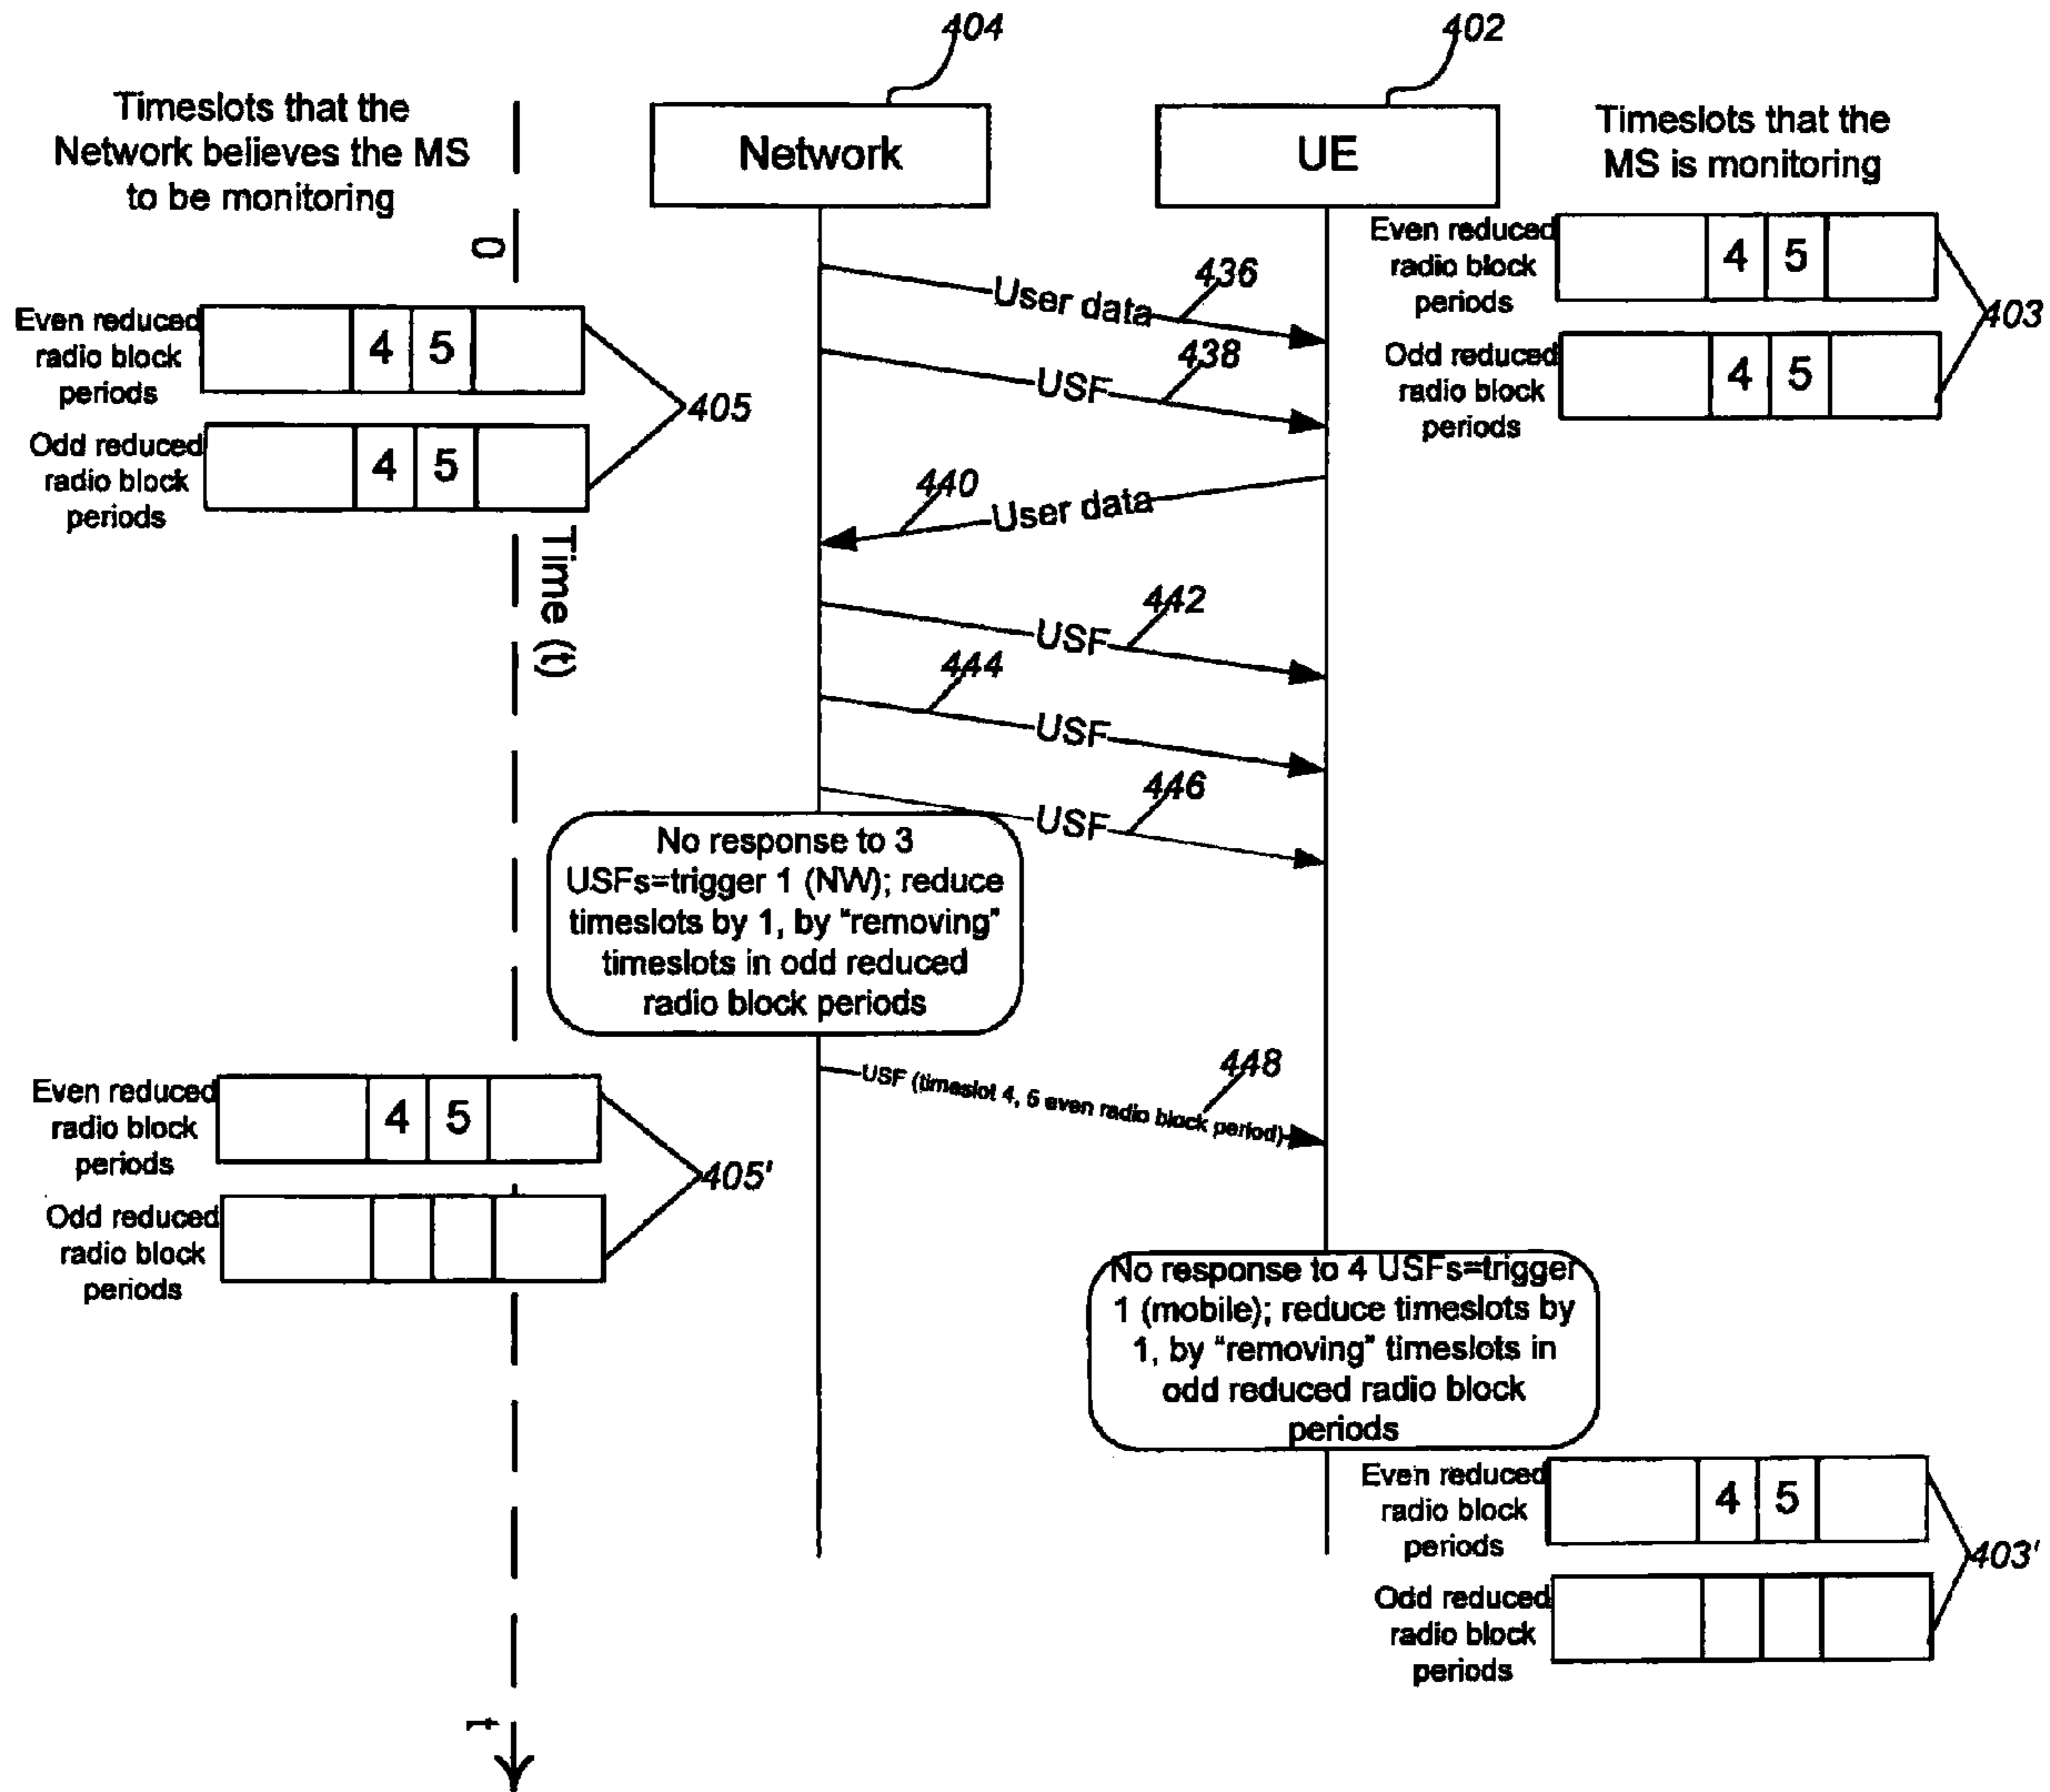 404
402
Timeslots that the
Network believes the MS
to be monitoring
Network
UE
Timeslots that the
MS is monitoring
0
Even reduced
radio block
periods
4 5
Odd reduced
radio block
periods
4 5
403
User data
436
Even reduced
radio block
periods
4 5
Odd reduced
radio block
periods
4 5
405
USF
438
440
User data
Time (t)
442
USF
444
USF
446
USF
No response to 3
USFs=trigger 1 (NW); reduce
timeslots by 1, by "removing"
timeslots in odd reduced
radio block periods
448
USF (timeslot 4, 5 even radio block period)
Even reduced
radio block
periods
4 5
Odd reduced
radio block
periods
405'
No response to 4 USFs=trigger
1 (mobile); reduce timeslots by
1, by "removing" timeslots in
odd reduced radio block
periods
Even reduced
radio block
periods
4 5
Odd reduced
radio block
periods
403'
t